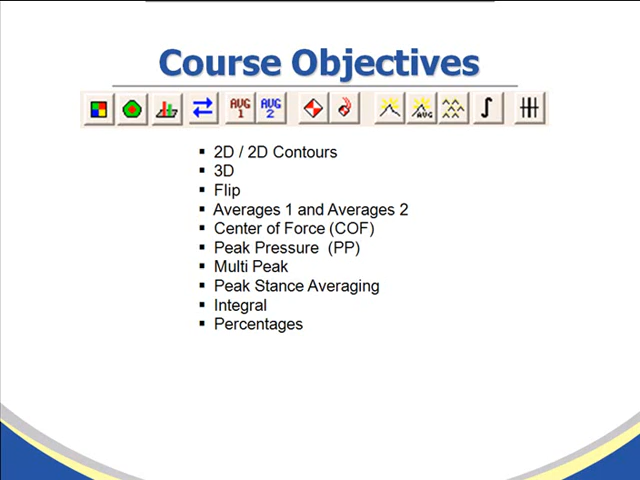 Course Objectives
AVG 1 AVG 2 AVG
2D / 2D Contours
3D
Flip
Averages 1 and Averages 2
Center of Force (COF)
Peak Pressure (PP)
Multi Peak
Peak Stance Averaging
Integral
Percentages